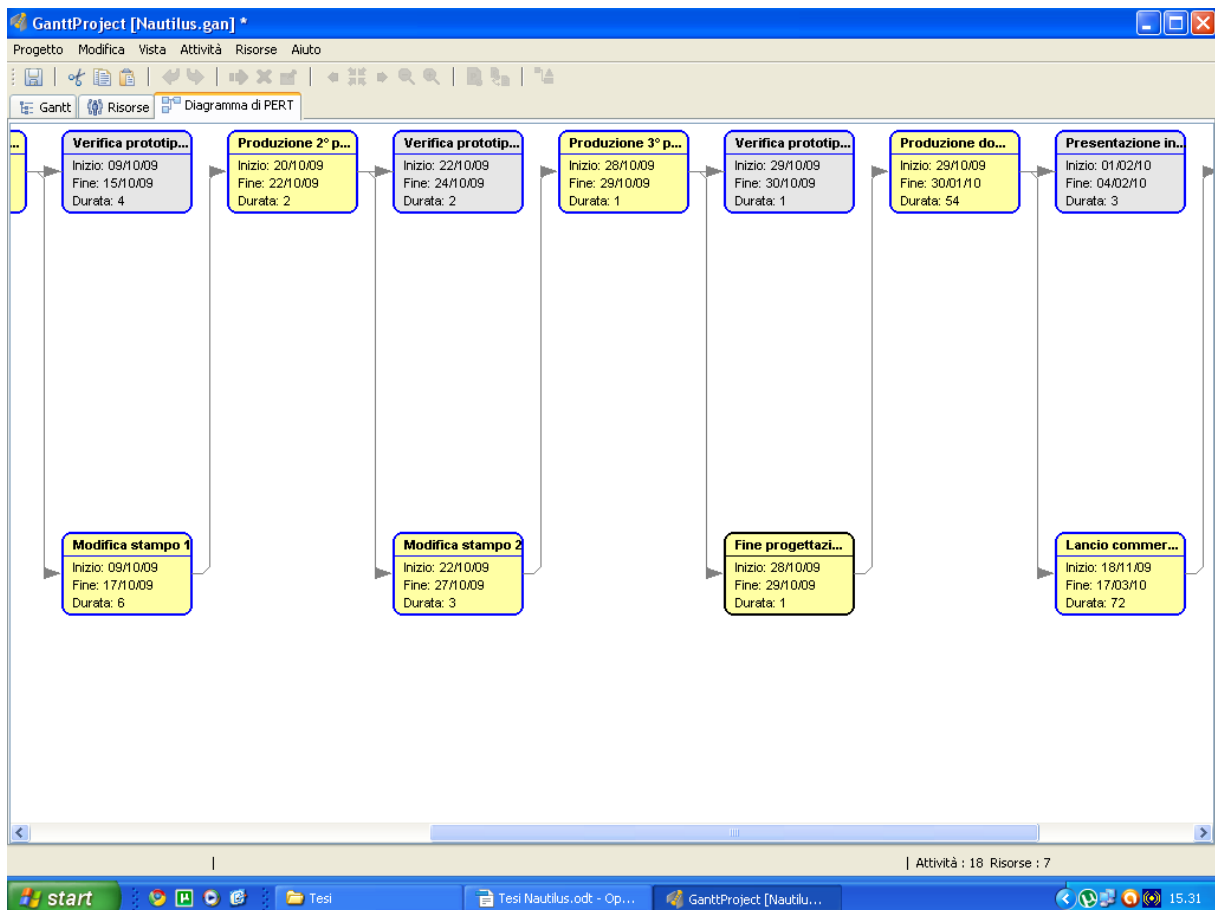 GanttProject [Nautilus.gan] *
Progetto Modifica Vista Attività Risorse Aiuto
Gantt Risorse Diagramma di PERT
...
Verifica prototip...
Inizio: 09/10/09
Fine: 15/10/09
Durata: 4
Produzione 2° p...
Inizio: 20/10/09
Fine: 22/10/09
Durata: 2
Verifica prototip...
Inizio: 22/10/09
Fine: 24/10/09
Durata: 2
Produzione 3° p...
Inizio: 28/10/09
Fine: 29/10/09
Durata: 1
Verifica prototip...
Inizio: 29/10/09
Fine: 30/10/09
Durata: 1
Produzione do...
Inizio: 29/10/09
Fine: 30/01/10
Durata: 54
Presentazione in...
Inizio: 01/02/10
Fine: 04/02/10
Durata: 3
Modifica stampo 1
Inizio: 09/10/09
Fine: 17/10/09
Durata: 6
Modifica stampo 2
Inizio: 22/10/09
Fine: 27/10/09
Durata: 3
Fine progettazi...
Inizio: 28/10/09
Fine: 29/10/09
Durata: 1
Lancio commer...
Inizio: 18/11/09
Fine: 17/03/10
Durata: 72
Attività : 18 Risorse : 7
start Tesi Tesi Nautilus.odt - Op... GanttProject [Nautilu... 15.31